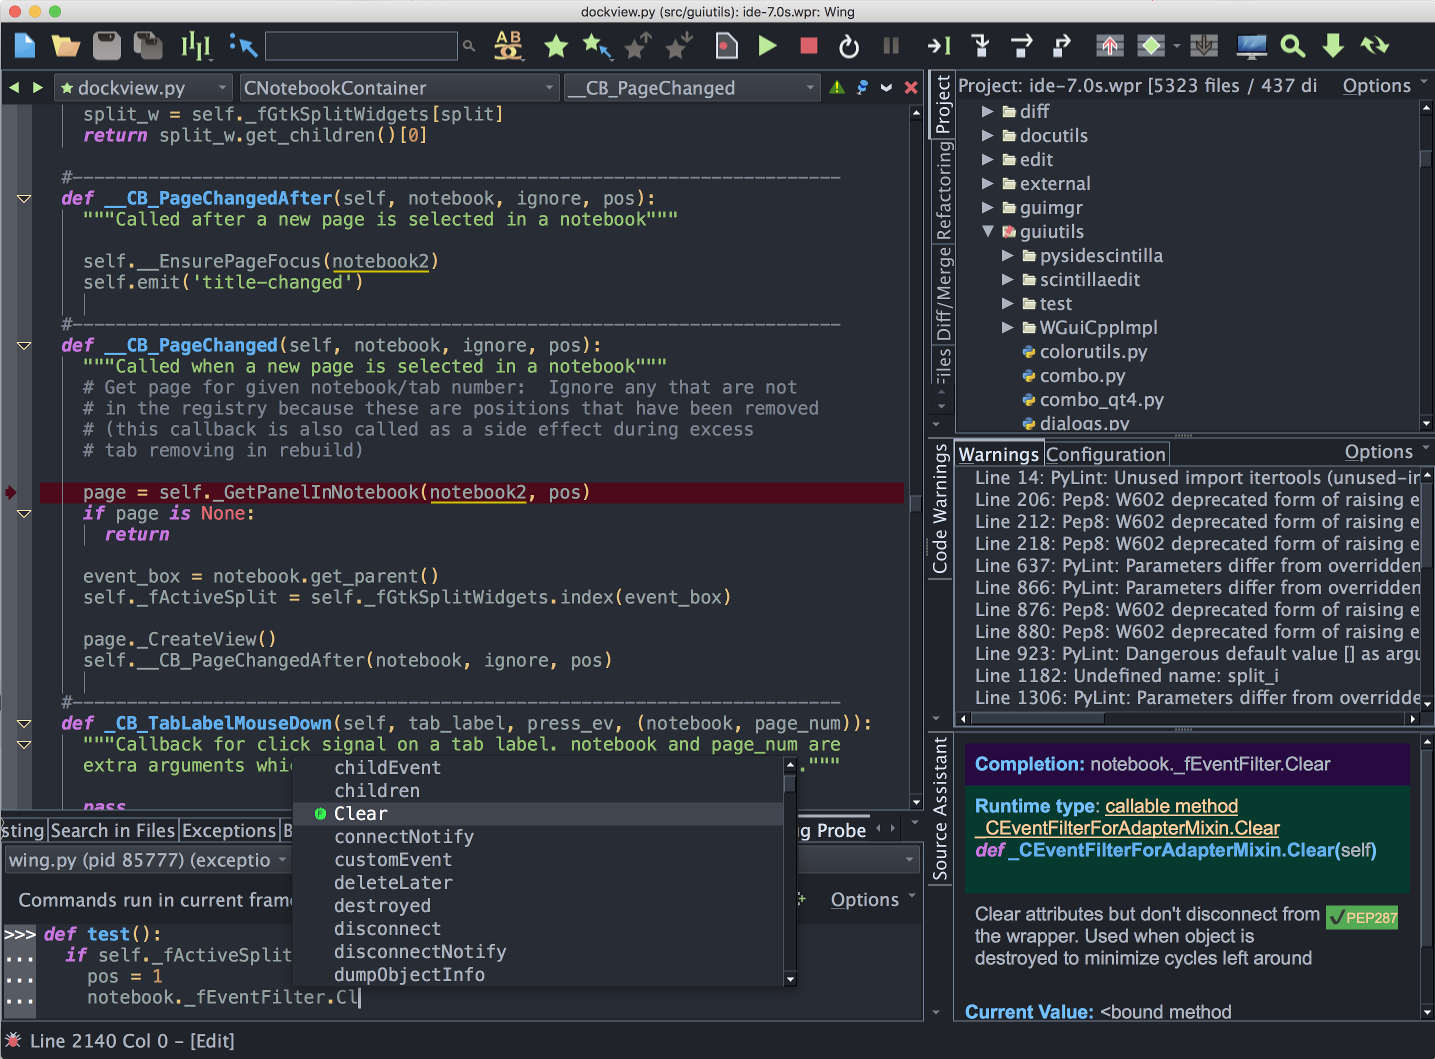 dockview.py (src/guiutils): ide-7.0s.wpr: Wing
AB
dockview.py
CNotebookContainer
__CB_PageChanged
split_w = self._fGtkSplitWidgets[split]
return split_w.get_children()[0]
#-----------------------------------------------------------------------
def __CB_PageChangedAfter(self, notebook, ignore, pos):
"""Called after a new page is selected in a notebook"""
self.__EnsurePageFocus(notebook2)
self.emit('title-changed')
#-----------------------------------------------------------------------
def __CB_PageChanged(self, notebook, ignore, pos):
"""Called when a new page is selected in a notebook"""
# Get page for given notebook/tab number:  Ignore any that are not
# in the registry because these are positions that have been removed
# (this callback is also called as a side effect during excess
# tab removing in rebuild)
page = self._GetPanelInNotebook(notebook2, pos)
if page is None:
return
event_box = notebook.get_parent()
self._fActiveSplit = self._fGtkSplitWidgets.index(event_box)
page._CreateView()
self.__CB_PageChangedAfter(notebook, ignore, pos)
#-----------------------------------------------------------------------
def _CB_TabLabelMouseDown(self, tab_label, press_ev, (notebook, page_num)):
"""Callback for click signal on a tab label. notebook and page_num are
extra arguments whic
."""
pass
childEvent
children
Clear
connectNotify
customEvent
deleteLater
destroyed
disconnect
disconnectNotify
dumpObjectInfo
sting
Search in Files
Exceptions
B
g Probe
wing.py (pid 85777) (exceptio
Commands run in current frame
Options
>>> def test():
... if self._fActiveSplit
... pos = 1
... notebook._fEventFilter.Cl
Line 2140 Col 0 - [Edit]
Project
Refactoring
Diff/Merge
Files
Project: ide-7.0s.wpr [5323 files / 437 di
Options
diff
docutils
edit
external
guimgr
guiutils
pysidescintilla
scintillaedit
test
WGuiCppImpl
colorutils.py
combo.py
combo_qt4.py
dialogs.py
Code Warnings
Warnings
Configuration
Options
Line 14: PyLint: Unused import itertools (unused-ir
Line 206: Pep8: W602 deprecated form of raising e
Line 212: Pep8: W602 deprecated form of raising e
Line 218: Pep8: W602 deprecated form of raising e
Line 637: PyLint: Parameters differ from overridden
Line 866: PyLint: Parameters differ from overridden
Line 876: Pep8: W602 deprecated form of raising e
Line 880: Pep8: W602 deprecated form of raising e
Line 923: PyLint: Dangerous default value [] as argu
Line 1182: Undefined name: split_i
Line 1306: PyLint: Parameters differ from overridde
Source Assistant
Completion: notebook._fEventFilter.Clear
Runtime type: callable method
_CEventFilterForAdapterMixin.Clear
def _CEventFilterForAdapterMixin.Clear(self)
Clear attributes but don't disconnect from
✔PEP287
the wrapper. Used when object is
destroyed to minimize cycles left around
Current Value: <bound method